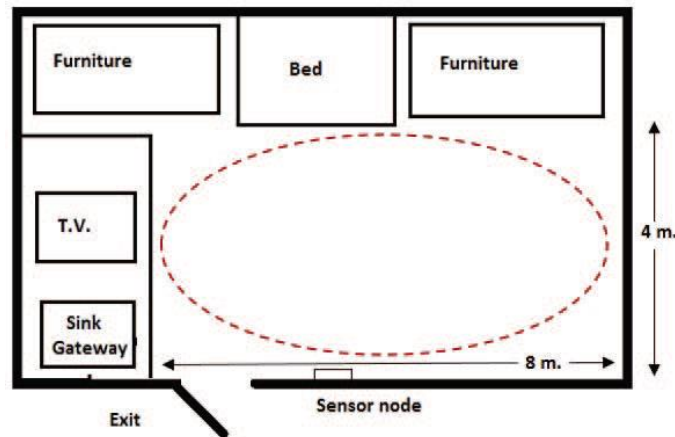 Furniture
Bed
Furniture
T.V.
4 m.
Sink
Gateway
8 m.
Sensor node
Exit